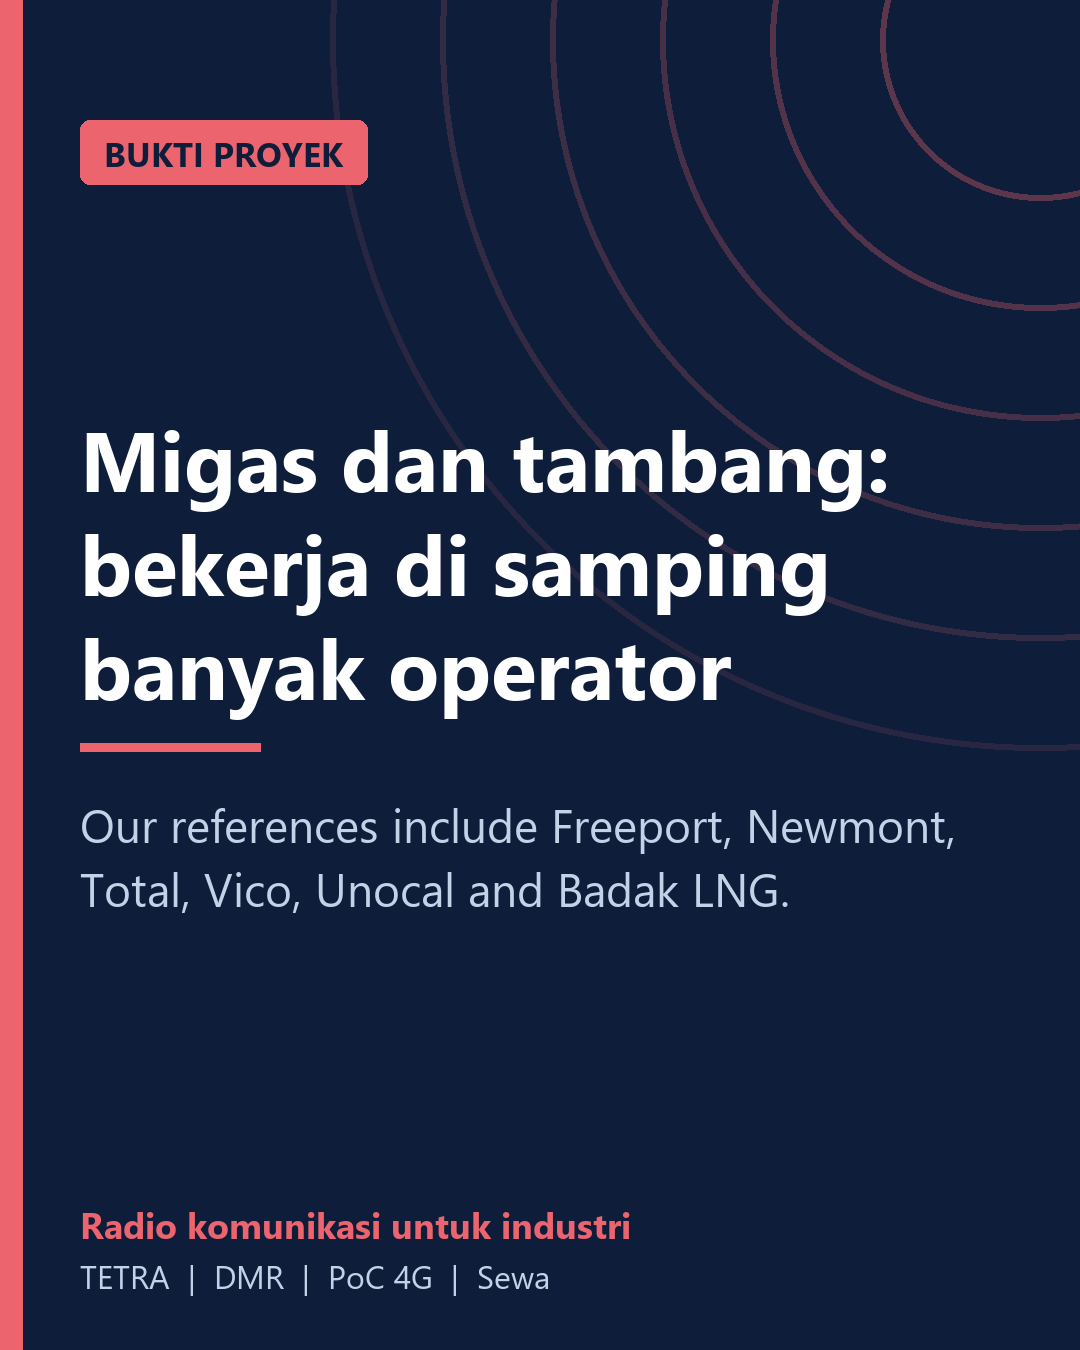 BUKTI PROYEK
Migas dan tambang:
bekerja di samping
banyak operator
Our references include Freeport, Newmont,
Total, Vico, Unocal and Badak LNG.
Radio komunikasi untuk industri
TETRA | DMR | PoC 4G | Sewa